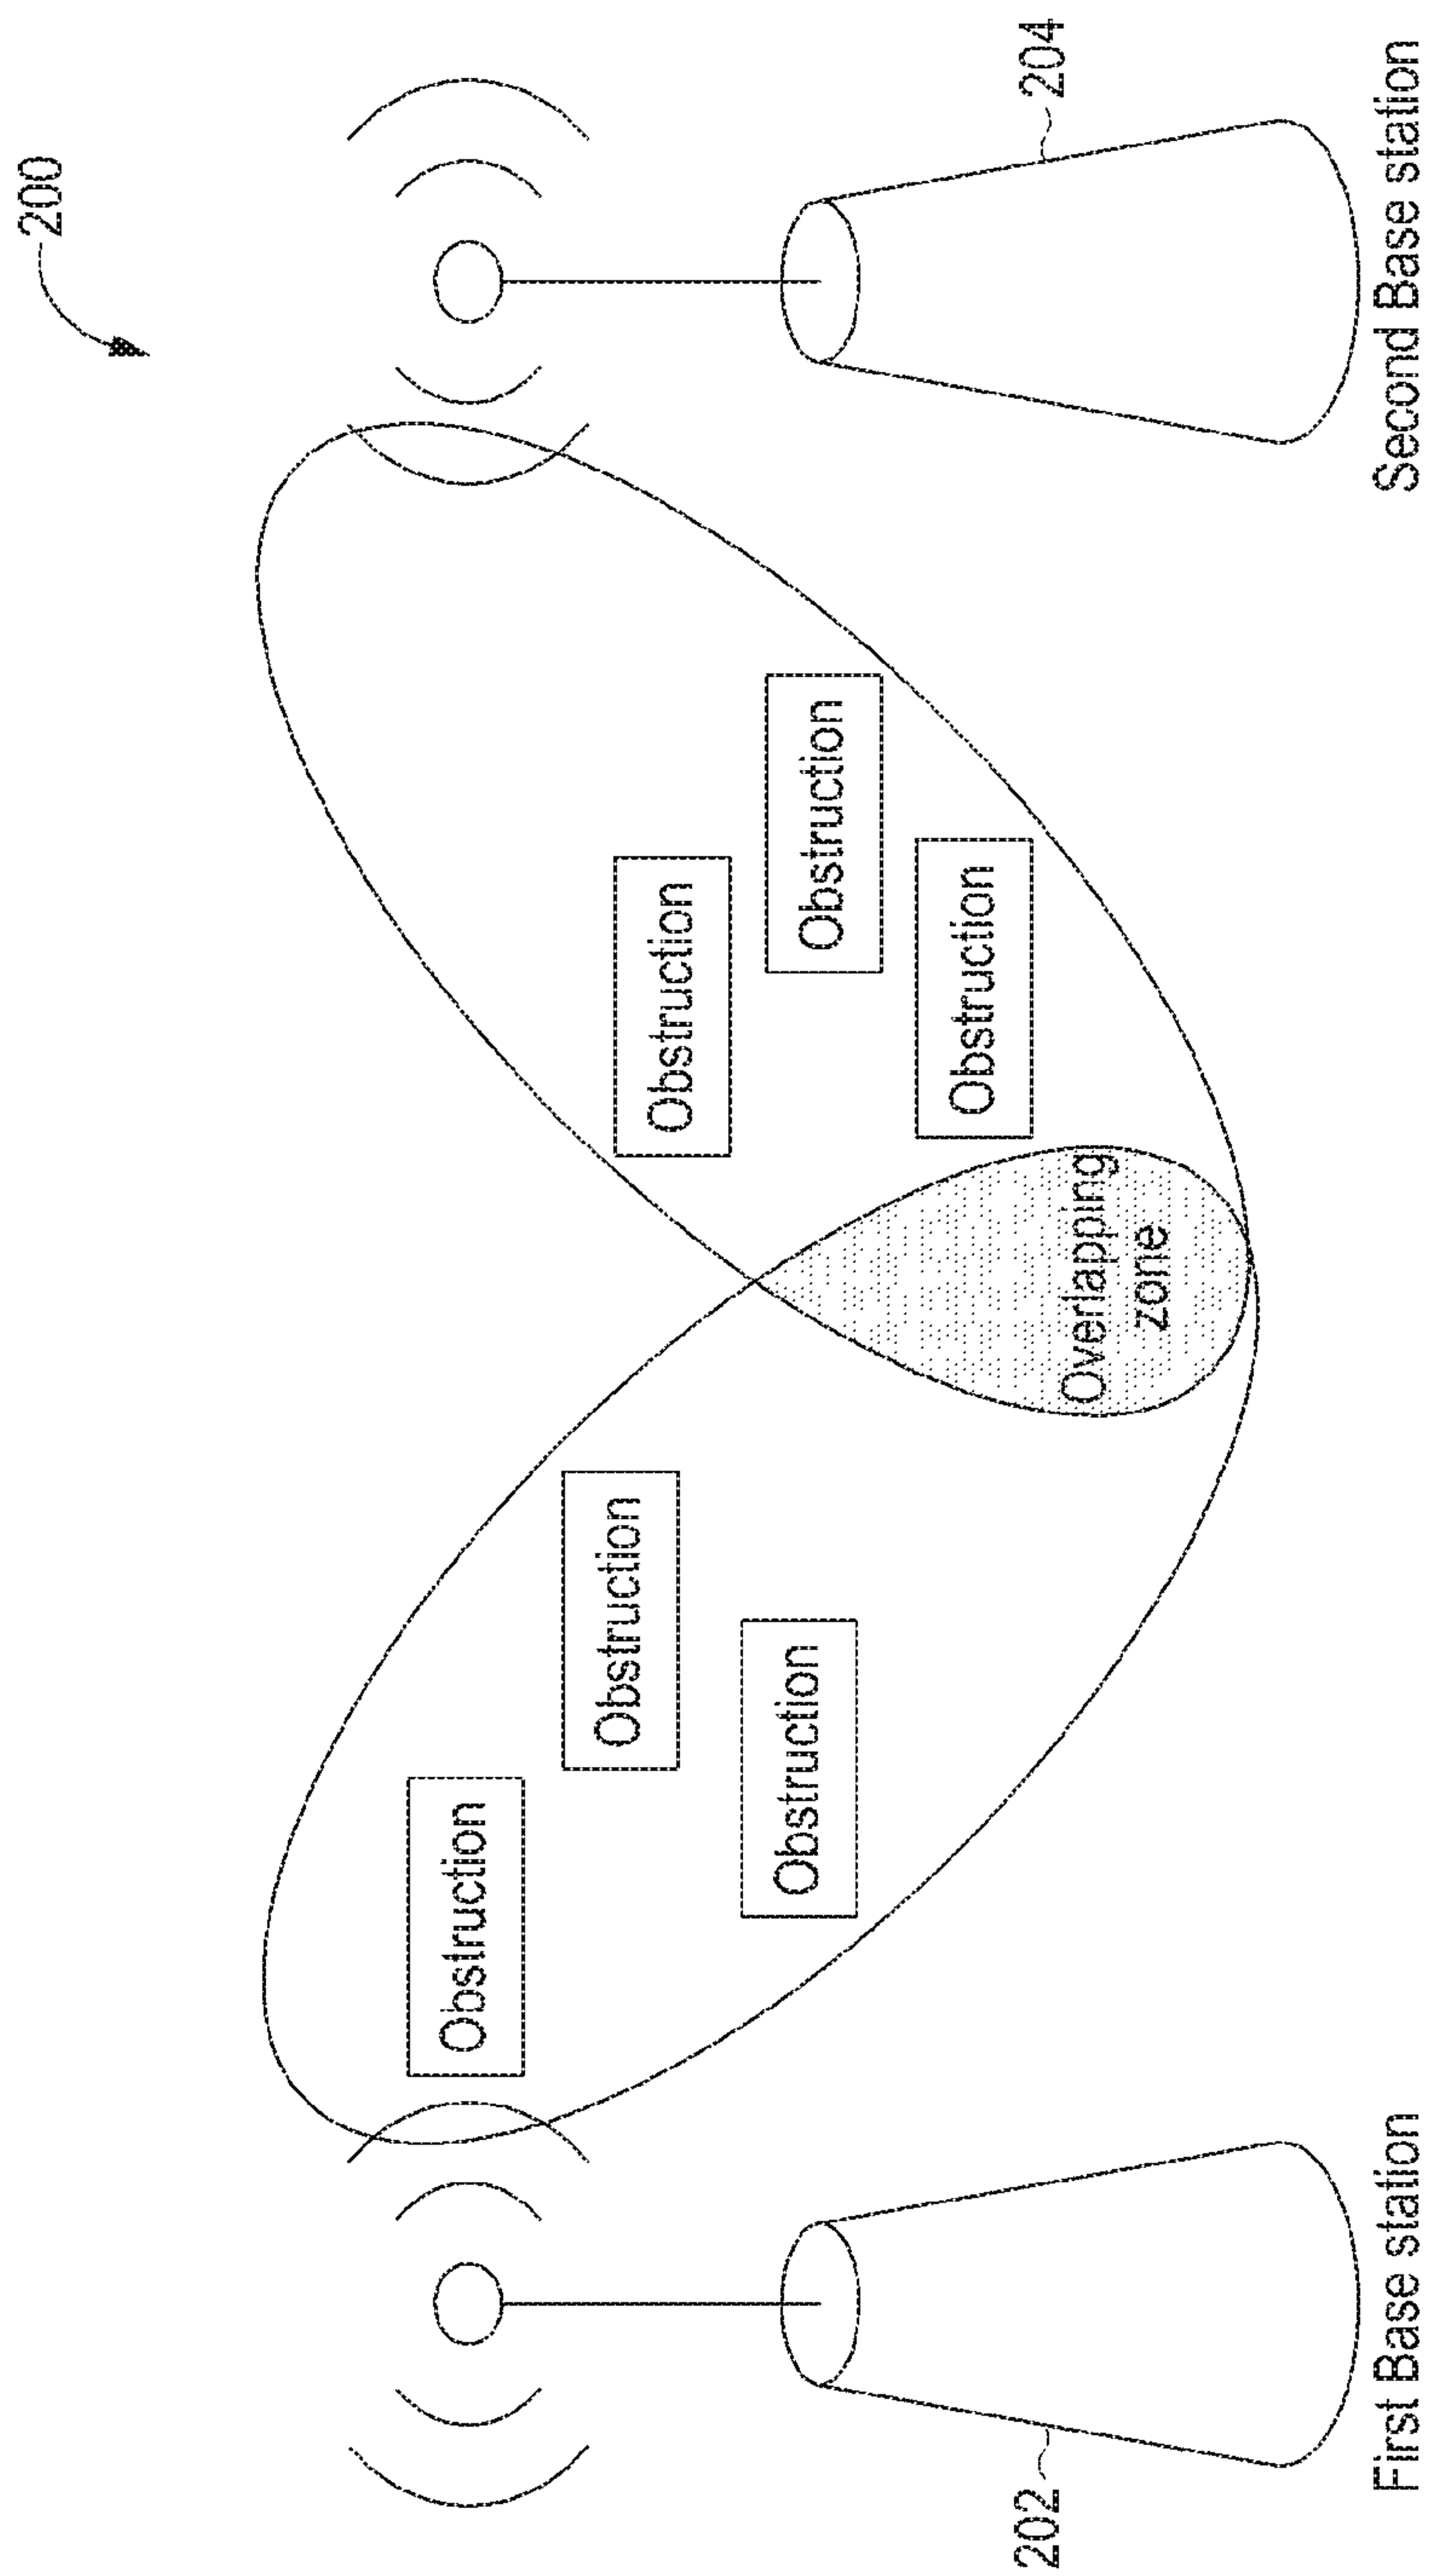 200
Obstruction
Obstruction
Obstruction
Obstruction
Obstruction
Obstruction
202
204
Overlapping
zone
First Base station
Second Base station